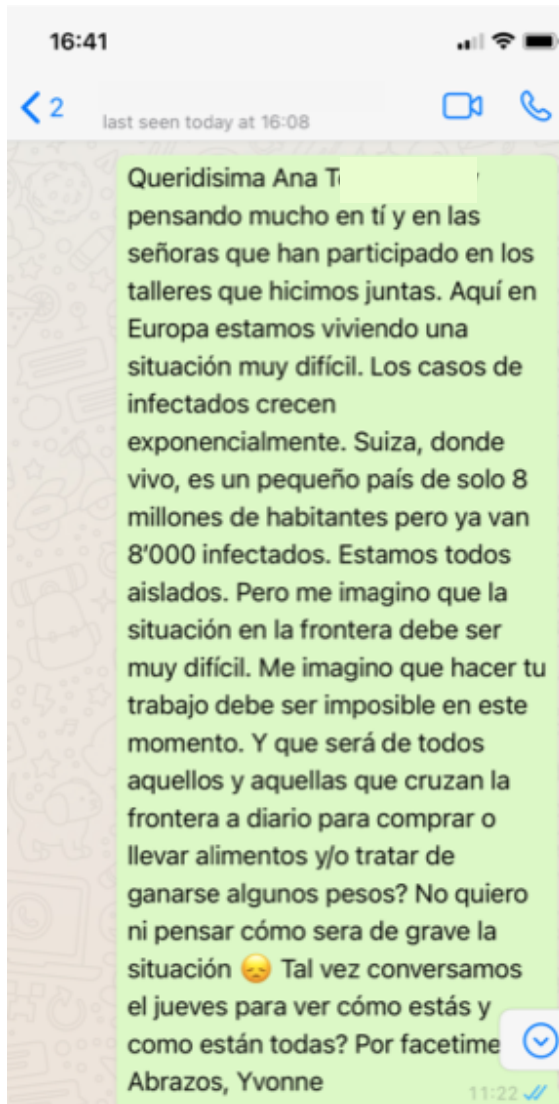 16:41
2
last seen today at 16:08
Queridisima Ana
pensando mucho en tí y en las
señoras que han participado en los
talleres que hicimos juntas. Aquí en
Europa estamos viviendo una
situación muy difícil. Los casos de
infectados crecen
exponencialmente. Suiza, donde
vivo, es un pequeño país de solo 8
millones de habitantes pero ya van
8'000 infectados. Estamos todos
aislados. Pero me imagino que la
situación en la frontera debe ser
muy difícil. Me imagino que hacer tu
trabajo debe ser imposible en este
momento. Y que será de todos
aquellos y aquellas que cruzan la
frontera a diario para comprar o
llevar alimentos y/o tratar de
ganarse algunos pesos? No quiero
ni pensar cómo sera de grave la
situación 😞 Tal vez conversamos
el jueves para ver cómo estás y
como están todas? Por facetime
Abrazos, Yvonne
11:22